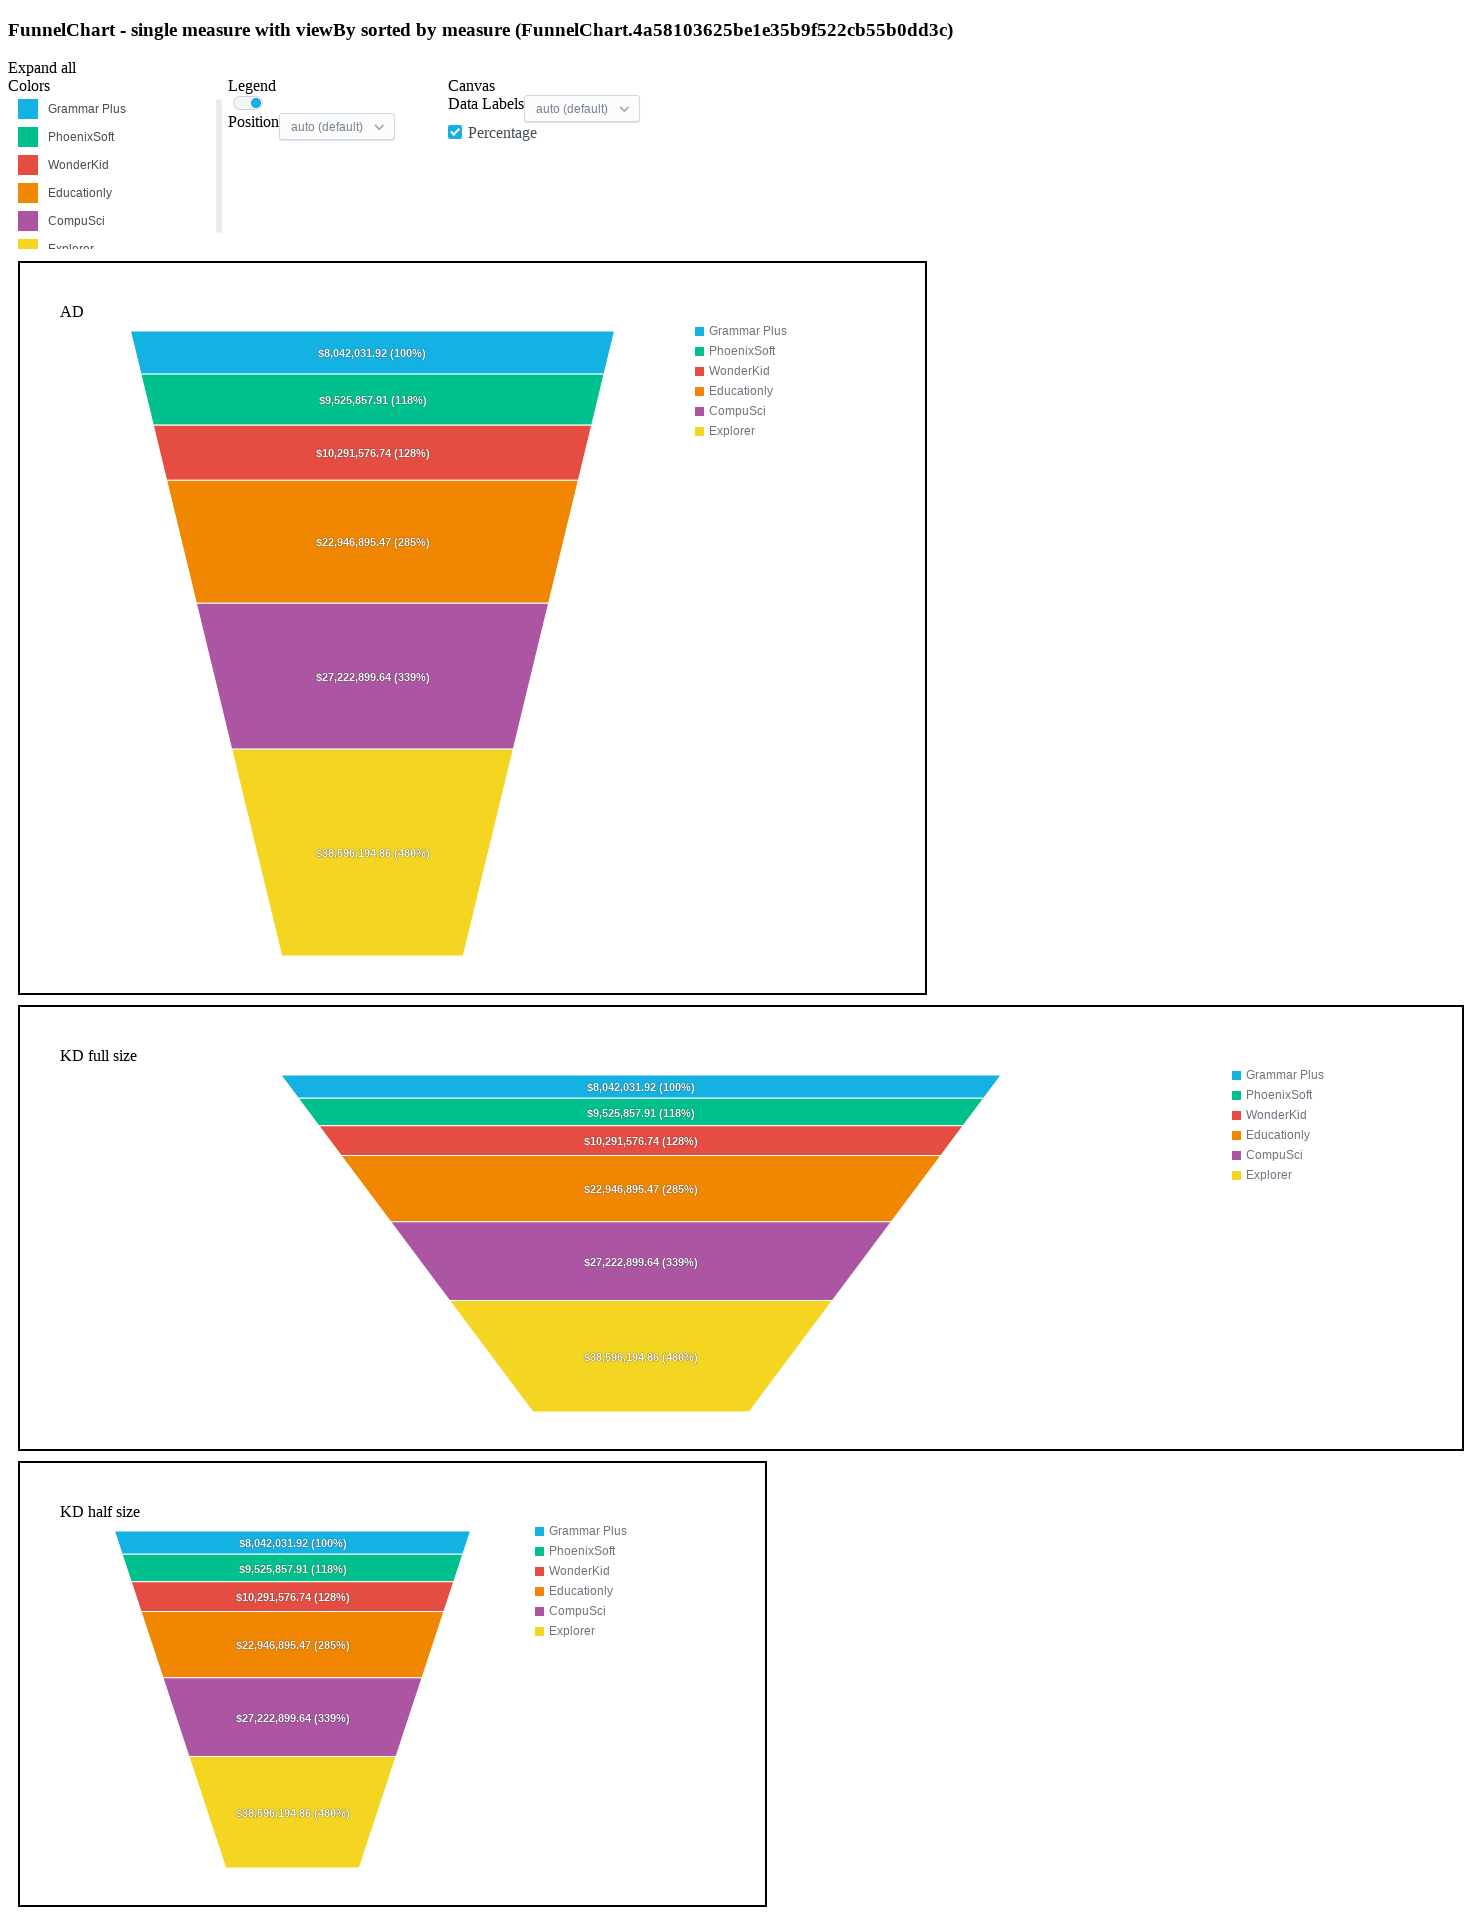 FunnelChart - single measure with viewBy sorted by measure (FunnelChart.4a58103625be1e35b9f522cb55b0dd3c)
Expand all
Colors
Grammar Plus
PhoenixSoft
WonderKid
Educationly
CompuSci
Explorer
Legend
Position auto (default)
Canvas
Data Labels auto (default)
Percentage
AD
$8,042,031.92 (100%)
$9,525,857.91 (118%)
$10,291,576.74 (128%)
$22,946,895.47 (285%)
$27,222,899.64 (339%)
$38,596,194.86 (480%)
Grammar Plus
PhoenixSoft
WonderKid
Educationly
CompuSci
Explorer
KD full size
$8,042,031.92 (100%)
$9,525,857.91 (118%)
$10,291,576.74 (128%)
$22,946,895.47 (285%)
$27,222,899.64 (339%)
$38,596,194.86 (480%)
Grammar Plus
PhoenixSoft
WonderKid
Educationly
CompuSci
Explorer
KD half size
$8,042,031.92 (100%)
$9,525,857.91 (118%)
$10,291,576.74 (128%)
$22,946,895.47 (285%)
$27,222,899.64 (339%)
$38,596,194.86 (480%)
Grammar Plus
PhoenixSoft
WonderKid
Educationly
CompuSci
Explorer